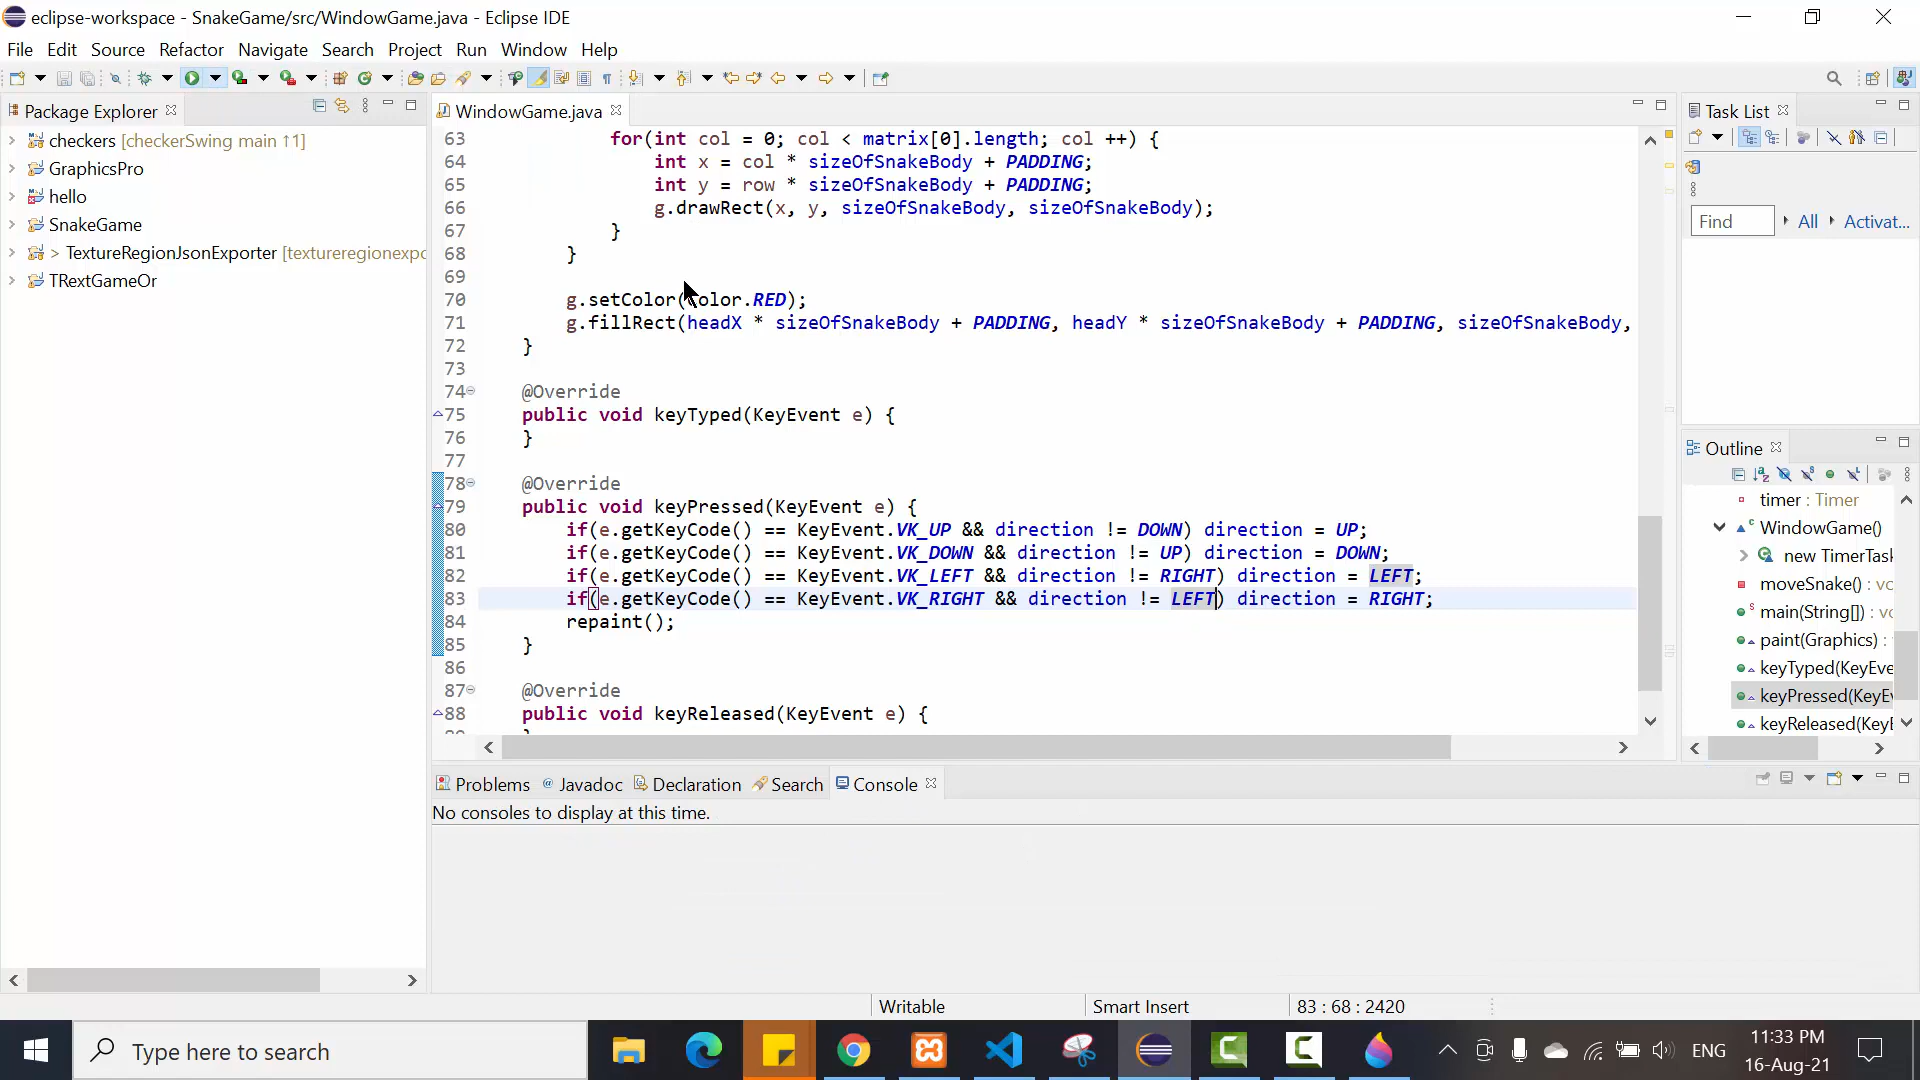 eclipse-workspace - SnakeGame/src/WindowGame.java - Eclipse IDE
File Edit Source Refactor Navigate Search Project Run Window Help
Package Explorer
checkers [checkerSwing main ↑1]
GraphicsPro
hello
SnakeGame
> TextureRegionJsonExporter [textureregionexpo
TRextGameOr
WindowGame.java
63 for(int col = 0; col < matrix[0].length; col ++) {
64 int x = col * sizeOfSnakeBody + PADDING;
65 int y = row * sizeOfSnakeBody + PADDING;
66 g.drawRect(x, y, sizeOfSnakeBody, sizeOfSnakeBody);
67 }
68 }
69
70 g.setColor(color.RED);
71 g.fillRect(headX * sizeOfSnakeBody + PADDING, headY * sizeOfSnakeBody + PADDING, sizeOfSnakeBody,
72 }
73
74 @Override
75 public void keyTyped(KeyEvent e) {
76 }
77
78 @Override
79 public void keyPressed(KeyEvent e) {
80 if(e.getKeyCode() == KeyEvent.VK_UP && direction != DOWN) direction = UP;
81 if(e.getKeyCode() == KeyEvent.VK_DOWN && direction != UP) direction = DOWN;
82 if(e.getKeyCode() == KeyEvent.VK_LEFT && direction != RIGHT) direction = LEFT;
83 if(e.getKeyCode() == KeyEvent.VK_RIGHT && direction != LEFT) direction = RIGHT;
84 repaint();
85 }
86
87 @Override
88 public void keyReleased(KeyEvent e) {
Task List
Find All Activat...
Outline
timer : Timer
WindowGame()
new TimerTask
moveSnake() : vo
main(String[]) : vo
paint(Graphics) :
keyTyped(KeyEve
keyPressed(KeyEv
keyReleased(KeyE
Problems @ Javadoc Declaration Search Console
No consoles to display at this time.
Writable Smart Insert 83 : 68 : 2420
Type here to search
ENG
11:33 PM
16-Aug-21